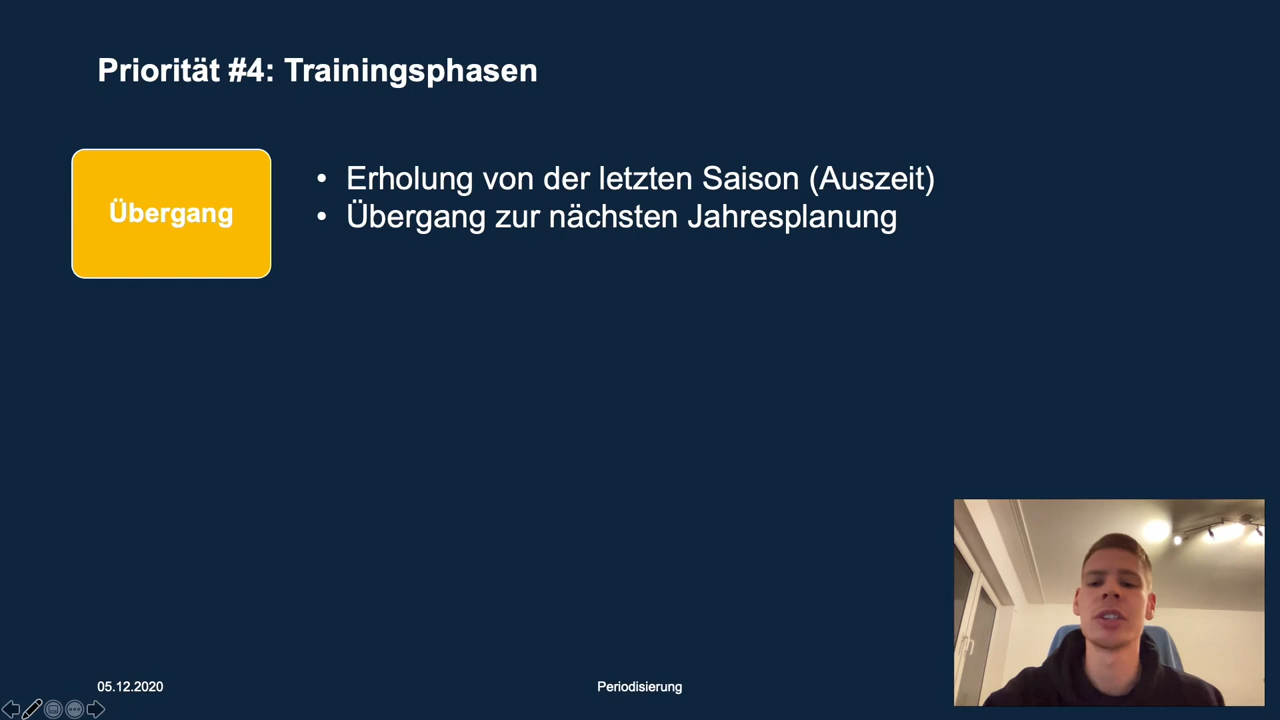 Priorität #4: Trainingsphasen
Übergang
• Erholung von der letzten Saison (Auszeit)
• Übergang zur nächsten Jahresplanung
05.12.2020
Periodisierung